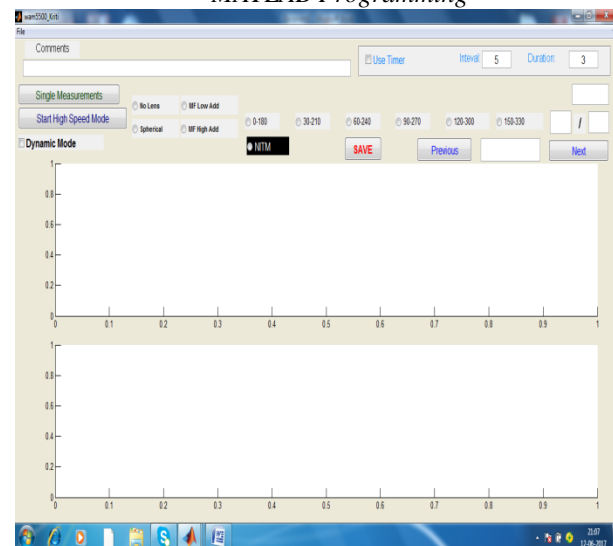 MATLAB Programming
wam5500_Kriti
File
Comments
Use Timer Interval: 5 Duration: 3
Single Measurements
No Lens MF Low Add
Start High Speed Mode
Spherical MF High Add
0-180 30-210 60-240 90-270 120-300 150-330 /
Dynamic Mode
NITM SAVE Previous Next
1
0.8
0.6
0.4
0.2
0
0 0.1 0.2 0.3 0.4 0.5 0.6 0.7 0.8 0.9 1
1
0.8
0.6
0.4
0.2
0
0 0.1 0.2 0.3 0.4 0.5 0.6 0.7 0.8 0.9 1
21:07
12-06-2017